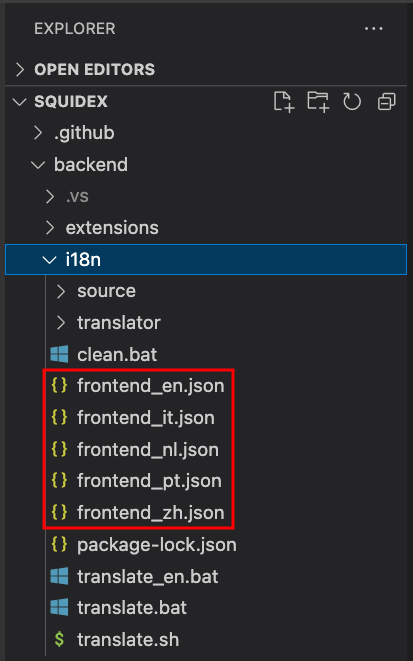 EXPLORER
OPEN EDITORS
SQUIDEX
.github
backend
.vs
extensions
i18n
source
translator
clean.bat
{} frontend_en.json
{} frontend_it.json
{} frontend_nl.json
{} frontend_pt.json
{} frontend_zh.json
{} package-lock.json
translate_en.bat
translate.bat
$ translate.sh